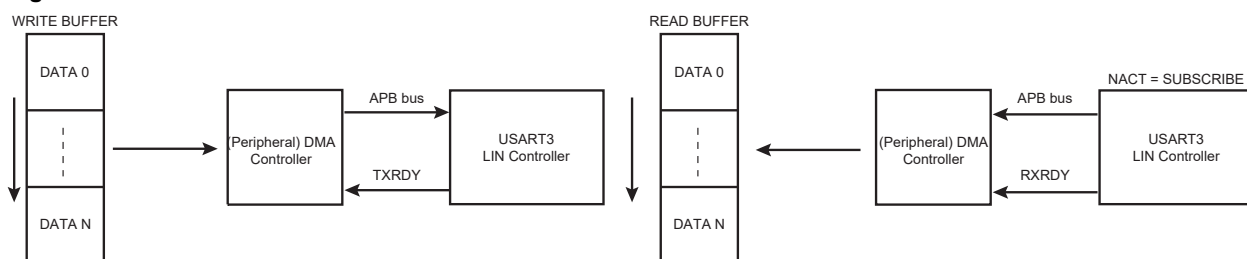 WRITE BUFFER
DATA 0
DATA N
(Peripheral) DMA
Controller
APB bus
TXRDY
USART3
LIN Controller
READ BUFFER
DATA 0
DATA N
(Peripheral) DMA
Controller
NACT = SUBSCRIBE
APB bus
RXRDY
USART3
LIN Controller